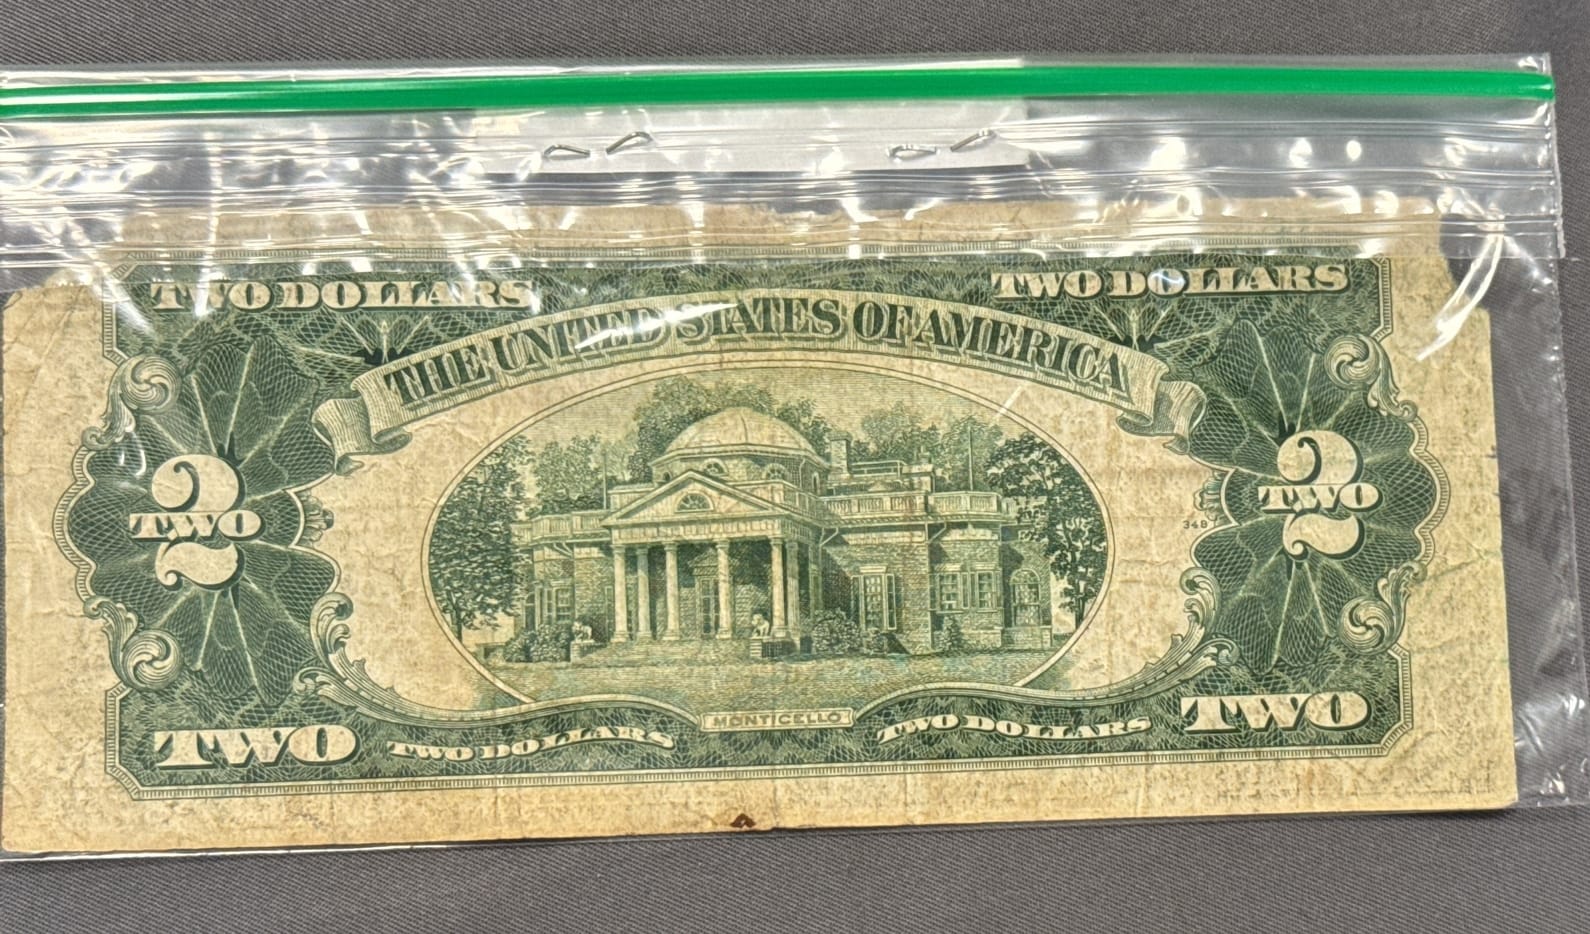 TWO DOLLARS TWO DOLLARS
THE UNITED STATES OF AMERICA
2 TWO
2 TWO
348
MONTICELLO
TWO TWO DOLLARS TWO DOLLARS TWO